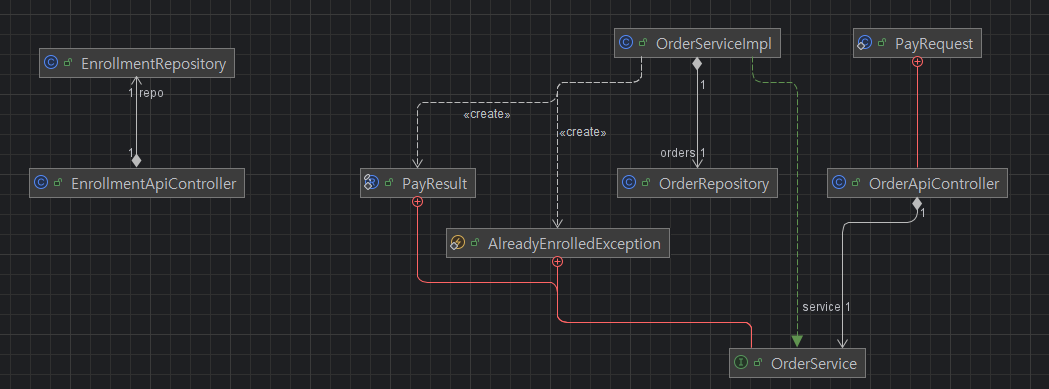 OrderServiceImpl
PayRequest
EnrollmentRepository
1 repo
1
«create»
«create»
1
orders 1
EnrollmentApiController
PayResult
OrderRepository
OrderApiController
1
AlreadyEnrolledException
service 1
OrderService